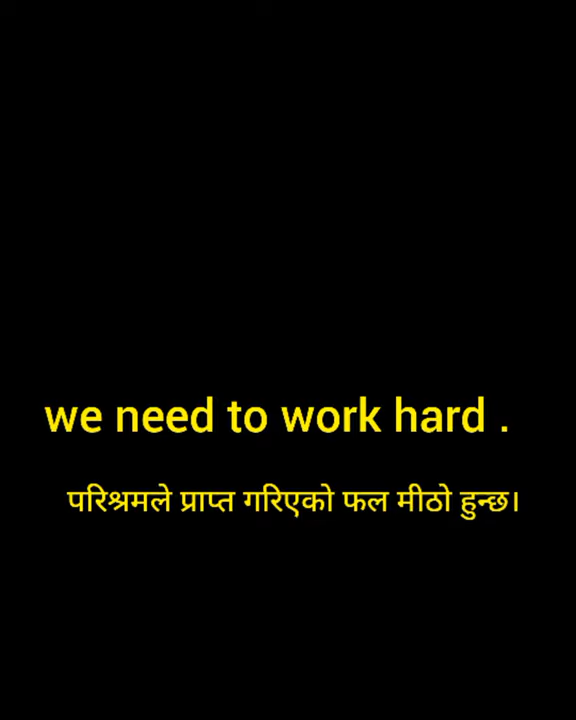 we need to work hard .
परिश्रमले प्राप्त गरिएको फल मीठो हुन्छ।